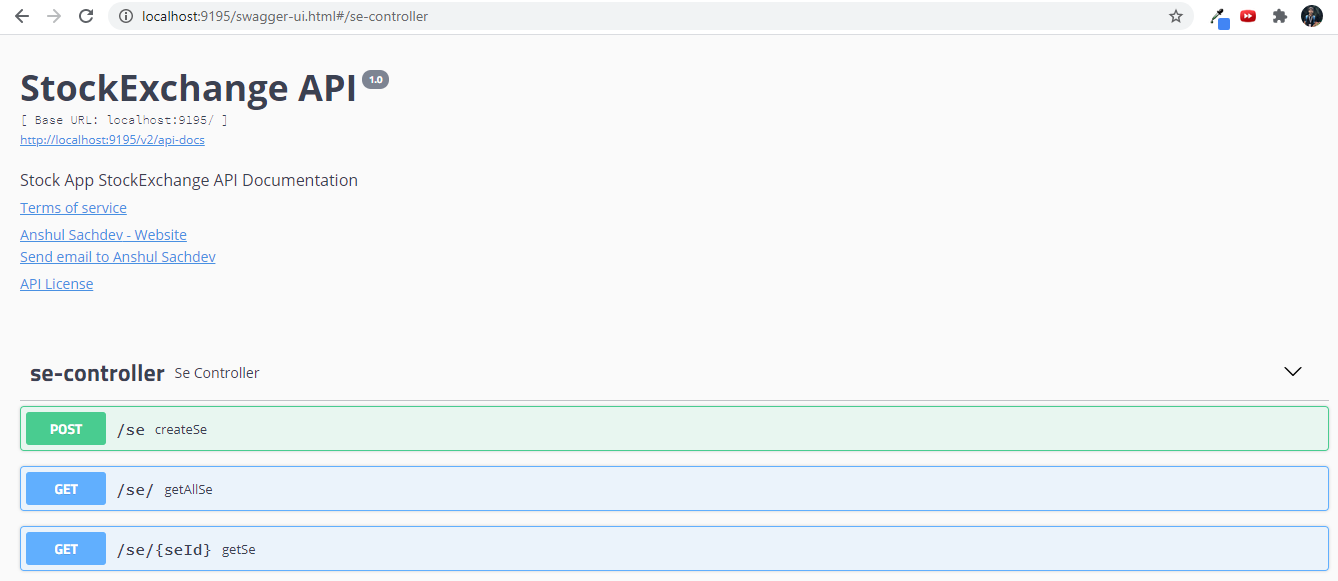 localhost:9195/swagger-ui.html#/se-controller
StockExchange API 1.0
[ Base URL: localhost:9195/ ]
http://localhost:9195/v2/api-docs
Stock App StockExchange API Documentation
Terms of service
Anshul Sachdev - Website
Send email to Anshul Sachdev
API License
se-controller Se Controller
POST /se createSe
GET /se/ getAllSe
GET /se/{seId} getSe